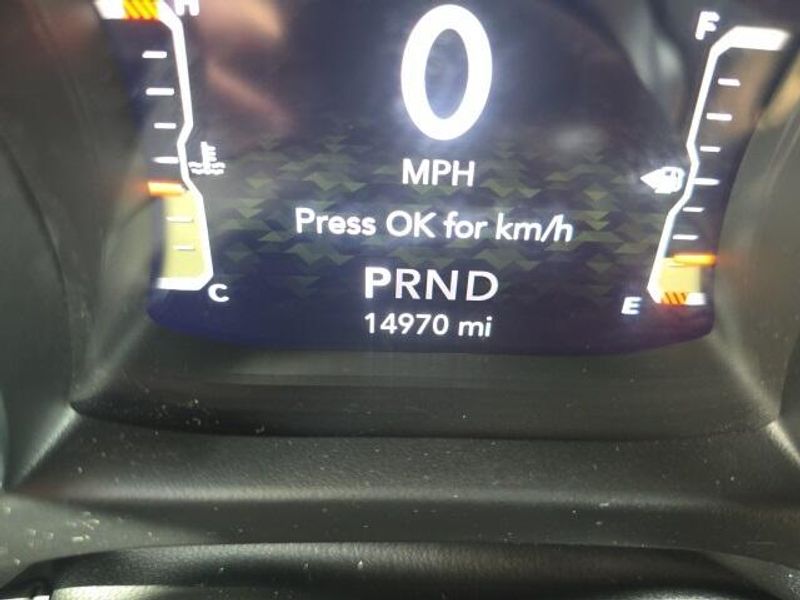 H
F
0
MPH
Press OK for km/h
PRND
C
E
14970 mi